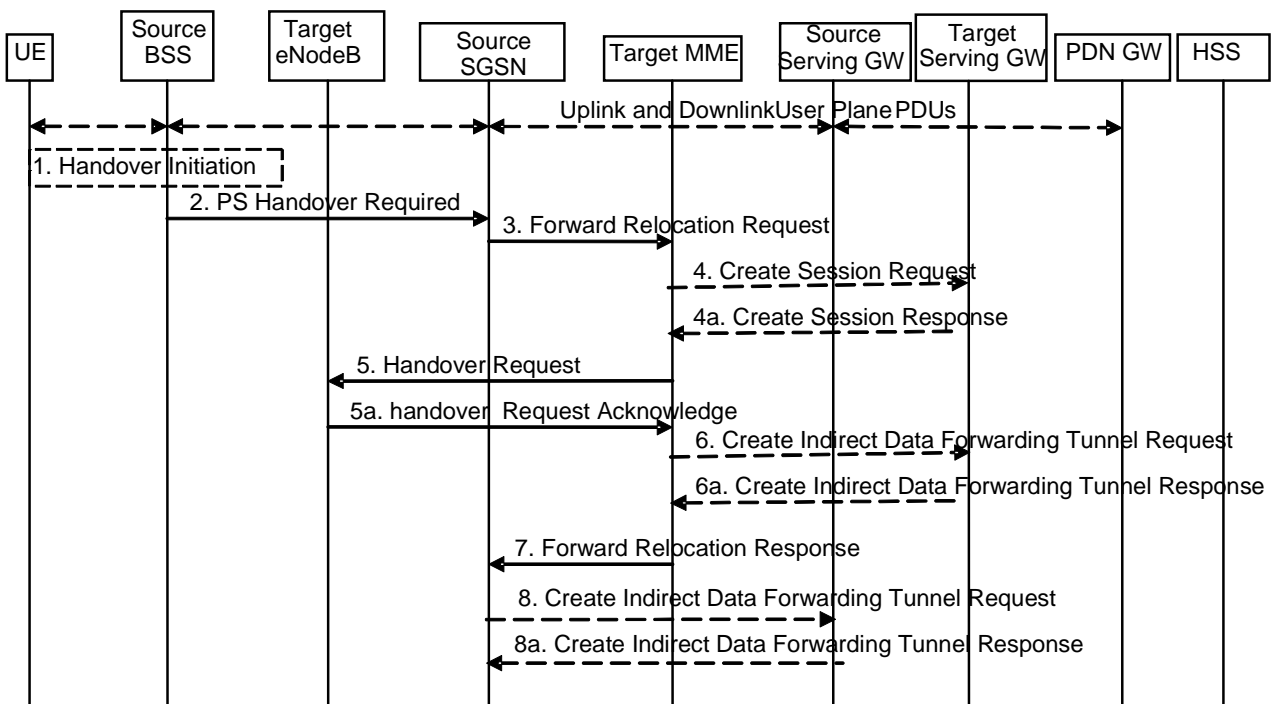 UE
Source
BSS
Target
eNodeB
Source
SGSN
Target MME
Source
Serving GW
Target
Serving GW
PDN GW
HSS
Uplink and DownlinkUser PlanePDUs
1. Handover Initiation
2. PS Handover Required
3. Forward Relocation Request
4. Create Session Request
4a. Create Session Response
5. Handover Request
5a. handover Request Acknowledge
6. Create Indirect Data Forwarding Tunnel Request
6a. Create Indirect Data Forwarding Tunnel Response
7. Forward Relocation Response
8. Create Indirect Data Forwarding Tunnel Request
8a. Create Indirect Data Forwarding Tunnel Response